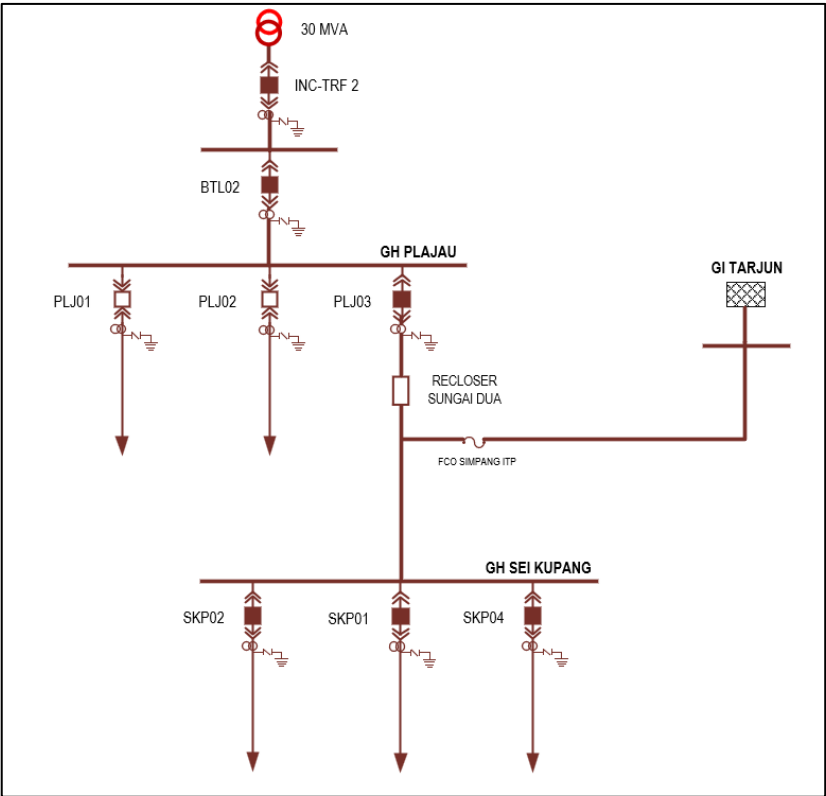 30 MVA
INC-TRF 2
BTL02
GH PLAJAU
GI TARJUN
PLJ01
PLJ02
PLJ03
RECLOSER
SUNGAI DUA
FCO SIMPANG ITP
GH SEI KUPANG
SKP02
SKP01
SKP04